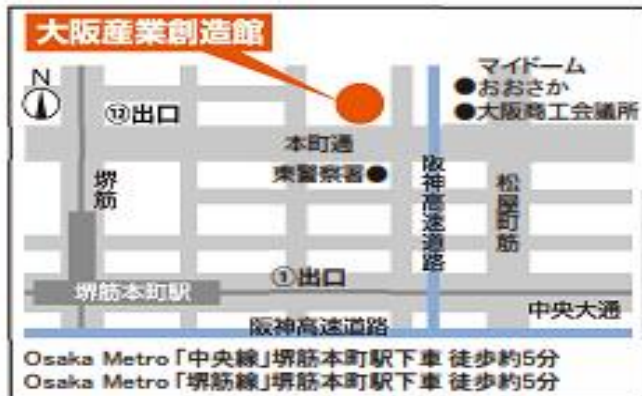 大阪産業創造館
N
マイドーム
●おおさか
●大阪商工会議所
⑫出口
本町通
東警察署●
堺筋
阪神高速道路
松屋町筋
①出口
堺筋本町駅
中央大通
阪神高速道路
Osaka Metro「中央線」堺筋本町駅下車 徒歩約5分
Osaka Metro「堺筋線」堺筋本町駅下車 徒歩約5分